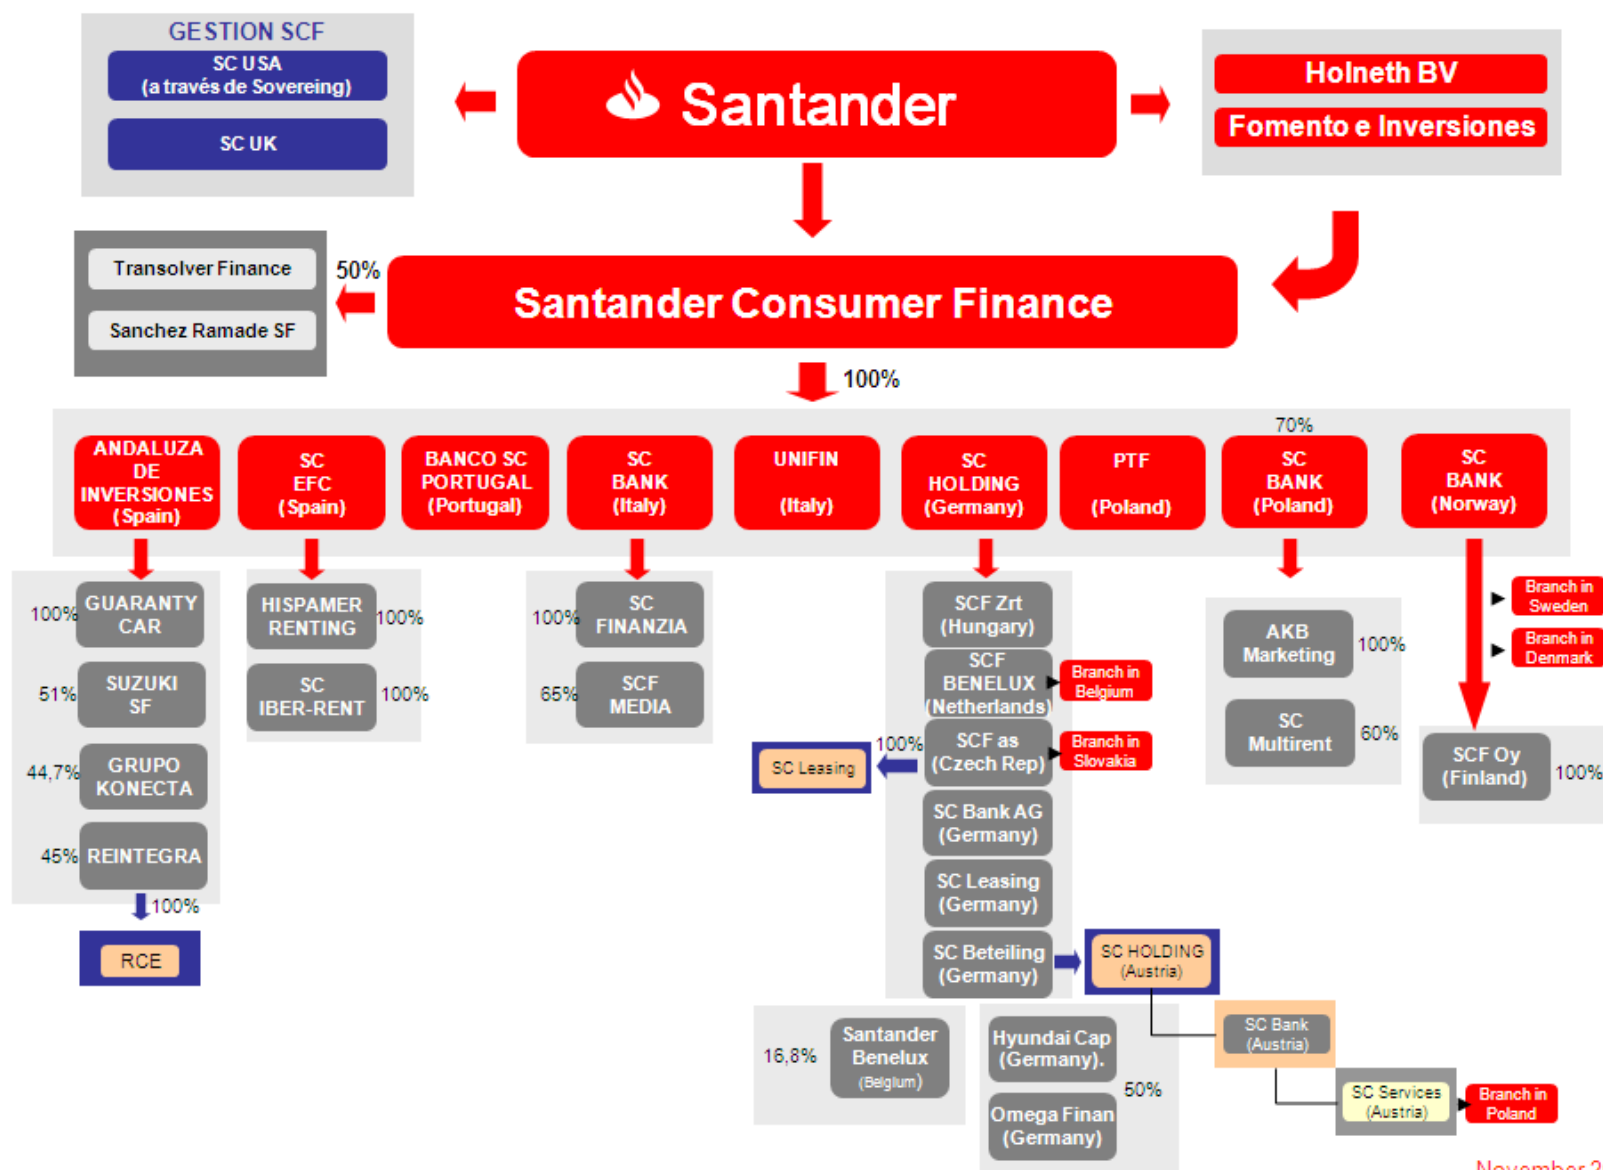 GESTION SCF
SC USA
(a través de Sovereing)
SC UK
Santander
Holneth BV
Fomento e Inversiones
Transolver Finance
Sanchez Ramade SF
50%
Santander Consumer Finance
100%
ANDALUZA
DE
INVERSIONES
(Spain)
SC
EFC
(Spain)
BANCO SC
PORTUGAL
(Portugal)
SC
BANK
(Italy)
UNIFIN
(Italy)
SC
HOLDING
(Germany)
PTF
(Poland)
70%
SC
BANK
(Poland)
SC
BANK
(Norway)
100%
GUARANTY
CAR
51%
SUZUKI
SF
44,7%
GRUPO
KONECTA
45%
REINTEGRA
100%
RCE
HISPAMER
RENTING
100%
SC
IBER-RENT
100%
100%
SC
FINANZIA
65%
SCF
MEDIA
SCF Zrt
(Hungary)
SCF
BENELUX
(Netherlands)
Branch in
Belgium
SCF as
(Czech Rep)
Branch in
Slovakia
100%
SC Leasing
SC Bank AG
(Germany)
SC Leasing
(Germany)
SC Beteiling
(Germany)
SC HOLDING
(Austria)
SC Bank
(Austria)
SC Services
(Austria)
Branch in
Poland
16,8%
Santander
Benelux
(Belgium)
Hyundai Cap
(Germany).
Omega Finan
(Germany)
50%
AKB
Marketing
100%
SC
Multirent
60%
Branch in
Sweden
Branch in
Denmark
SCF Oy
(Finland)
100%
November 2